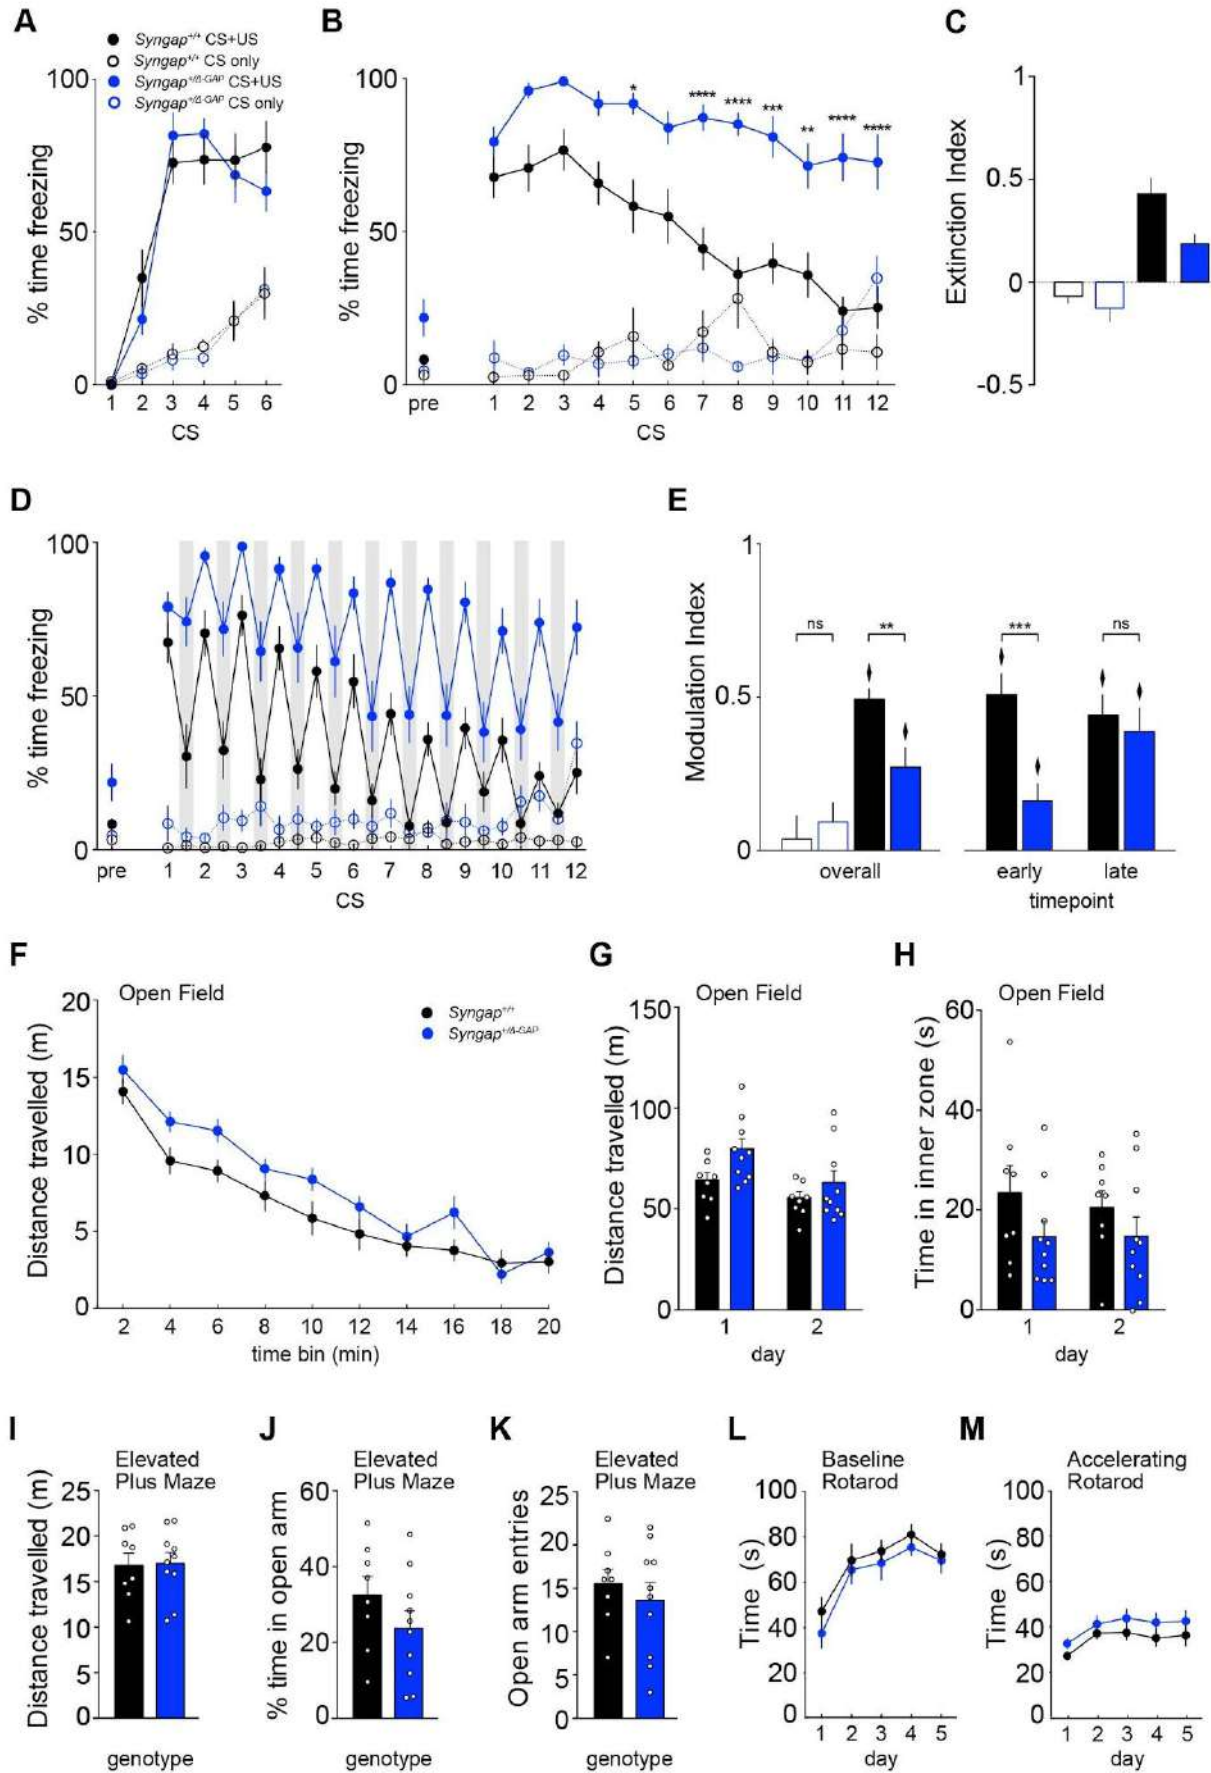 A
Syngap+/+ CS+US
Syngap+/+ CS only
Syngap+/Δ-GAP CS+US
Syngap+/Δ-GAP CS only
100
50
0
% time freezing
1 2 3 4 5 6
CS
B
100
50
0
% time freezing
* **** **** *** ** **** ****
pre 1 2 3 4 5 6 7 8 9 10 11 12
CS
C
1
0.5
0
-0.5
Extinction Index
D
100
50
0
% time freezing
pre 1 2 3 4 5 6 7 8 9 10 11 12
CS
E
1
0.5
0
Modulation Index
ns ** *** ns
overall early late
timepoint
F
Open Field
Syngap+/+
Syngap+/Δ-GAP
20
15
10
5
0
Distance travelled (m)
2 4 6 8 10 12 14 16 18 20
time bin (min)
G
Open Field
150
100
50
0
Distance travelled (m)
1 2
day
H
Open Field
60
40
20
0
Time in inner zone (s)
1 2
day
I
Elevated
Plus Maze
25
20
15
10
5
0
Distance travelled (m)
genotype
J
Elevated
Plus Maze
60
40
20
0
% time in open arm
genotype
K
Elevated
Plus Maze
25
20
15
10
5
0
Open arm entries
genotype
L
Baseline
Rotarod
100
80
60
40
20
0
Time (s)
1 2 3 4 5
day
M
Accelerating
Rotarod
100
80
60
40
20
0
Time (s)
1 2 3 4 5
day